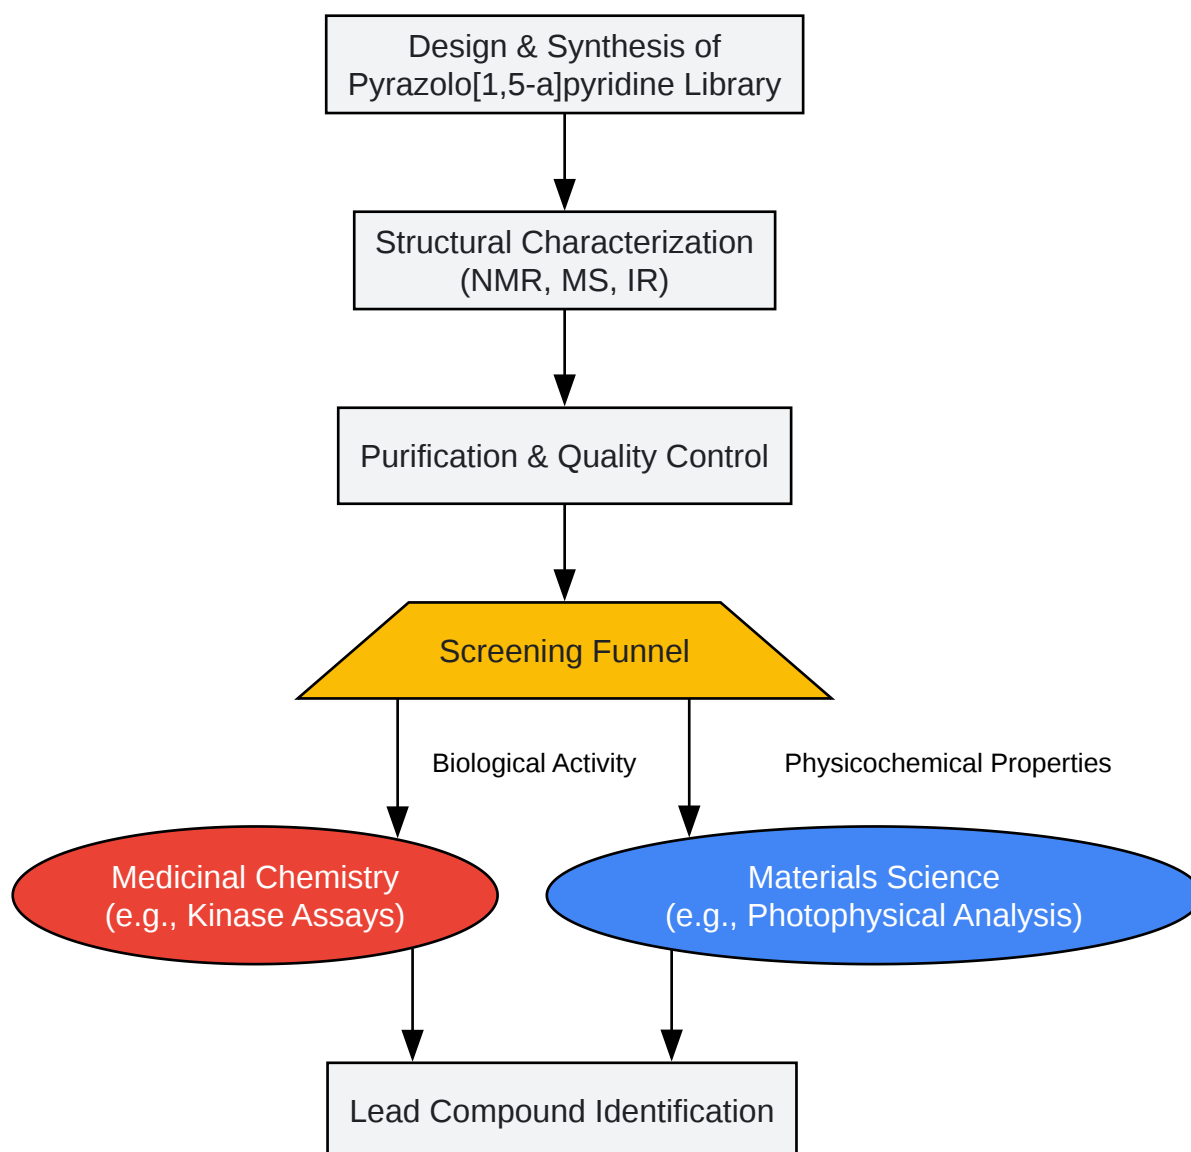 Design & Synthesis of
Pyrazolo[1,5-a]pyridine Library
Structural Characterization
(NMR, MS, IR)
Purification & Quality Control
Screening Funnel
Biological Activity
Physicochemical Properties
Medicinal Chemistry
(e.g., Kinase Assays)
Materials Science
(e.g., Photophysical Analysis)
Lead Compound Identification